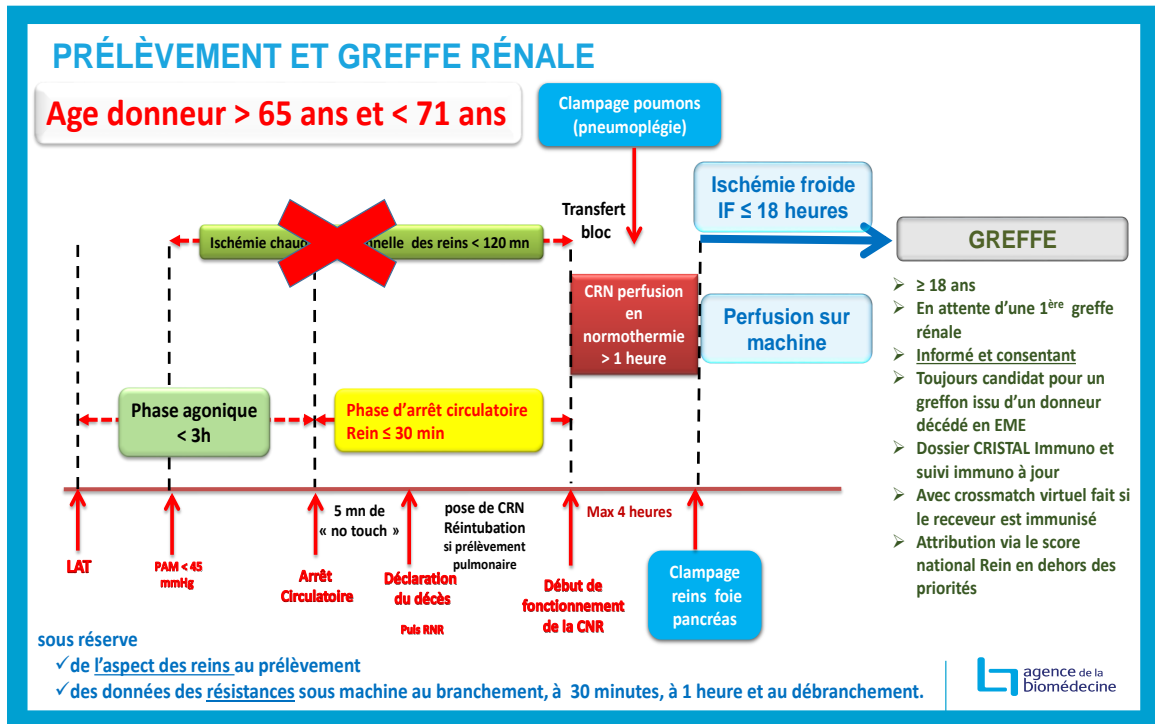 PRÉLÈVEMENT ET GREFFE RÉNALE
Age donneur > 65 ans et < 71 ans
Clampage poumons
(pneumoplégie)
Ischémie froide
IF ≤ 18 heures
Transfert
bloc
Ischémie chaud
nnelle des reins < 120 mn
GREFFE
CRN perfusion
en
normothermie
> 1 heure
Perfusion sur
machine
Phase agonique
< 3h
Phase d'arrêt circulatoire
Rein ≤ 30 min
➢ ≥ 18 ans
➢ En attente d'une 1ère greffe
rénale
➢ Informé et consentant
➢ Toujours candidat pour un
greffon issu d'un donneur
décédé en EME
➢ Dossier CRISTAL Immuno et
suivi immuno à jour
➢ Avec crossmatch virtuel fait si
le receveur est immunisé
➢ Attribution via le score
national Rein en dehors des
priorités
5 mn de
« no touch »
pose de CRN
Réintubation
si prélèvement
pulmonaire
Max 4 heures
LAT
PAM < 45
mmHg
Arrêt
Circulatoire
Déclaration
du décès
Puis RNR
Début de
fonctionnement
de la CNR
Clampage
reins foie
pancréas
sous réserve
✓de l'aspect des reins au prélèvement
✓des données des résistances sous machine au branchement, à 30 minutes, à 1 heure et au débranchement.
agence de la
biomédecine